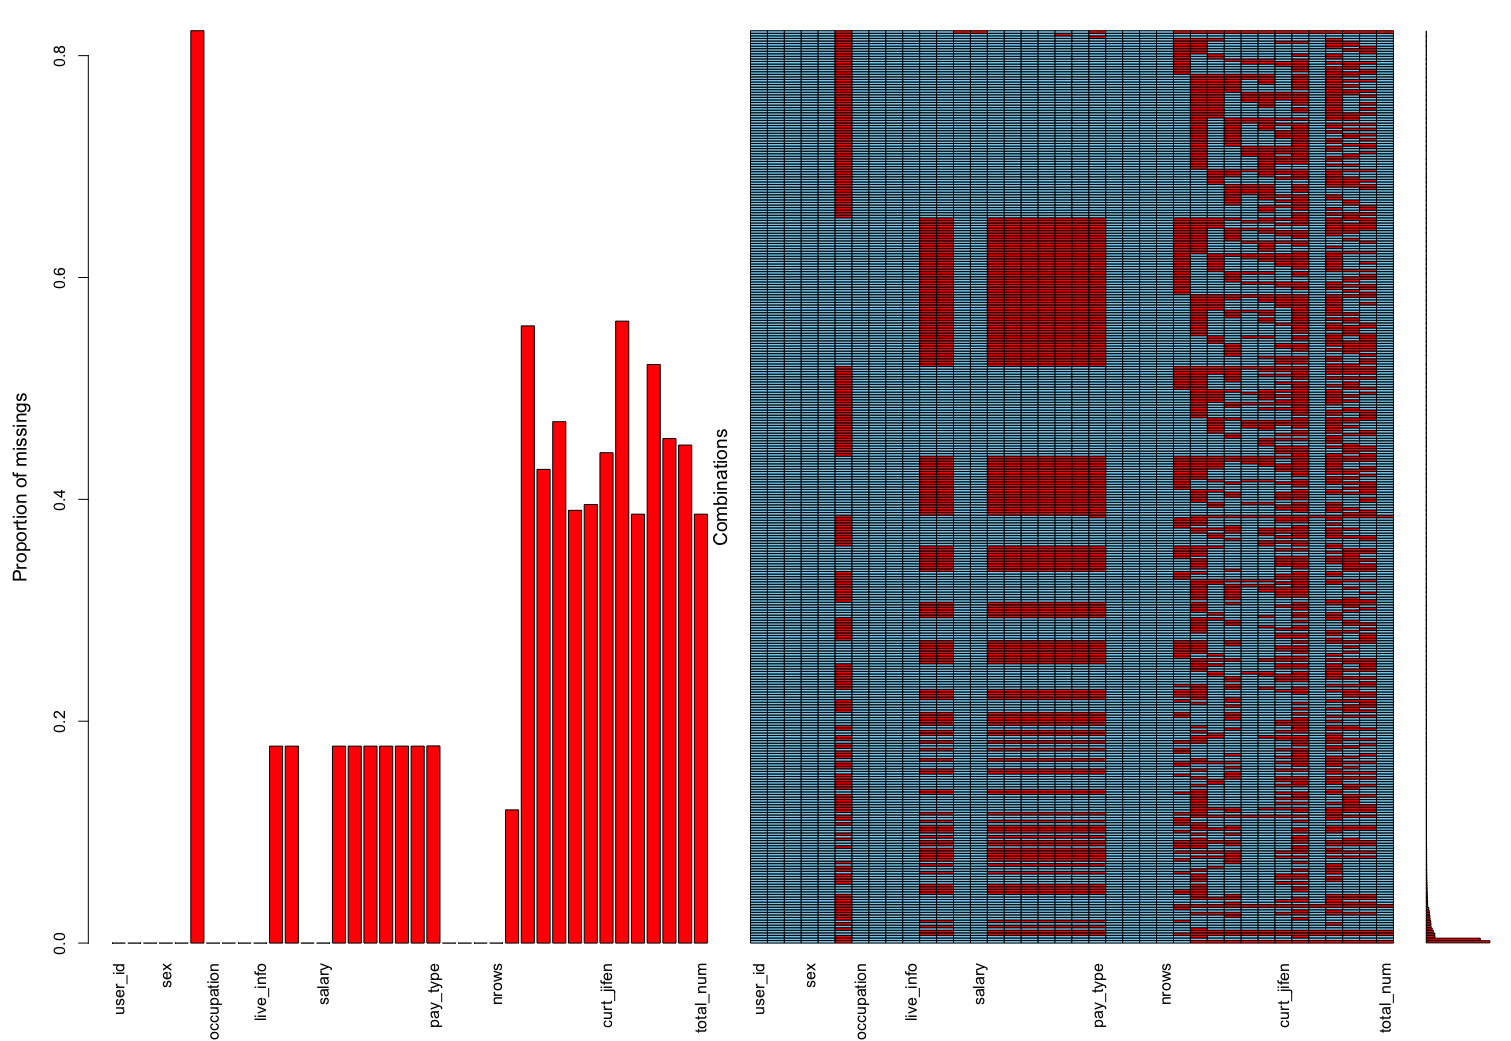 Proportion of missings
0.8
0.6
0.4
0.2
0.0
user_id
sex
occupation
live_info
salary
pay_type
nrows
curt_jifen
total_num
Combinations
user_id
sex
occupation
live_info
salary
pay_type
nrows
curt_jifen
total_num